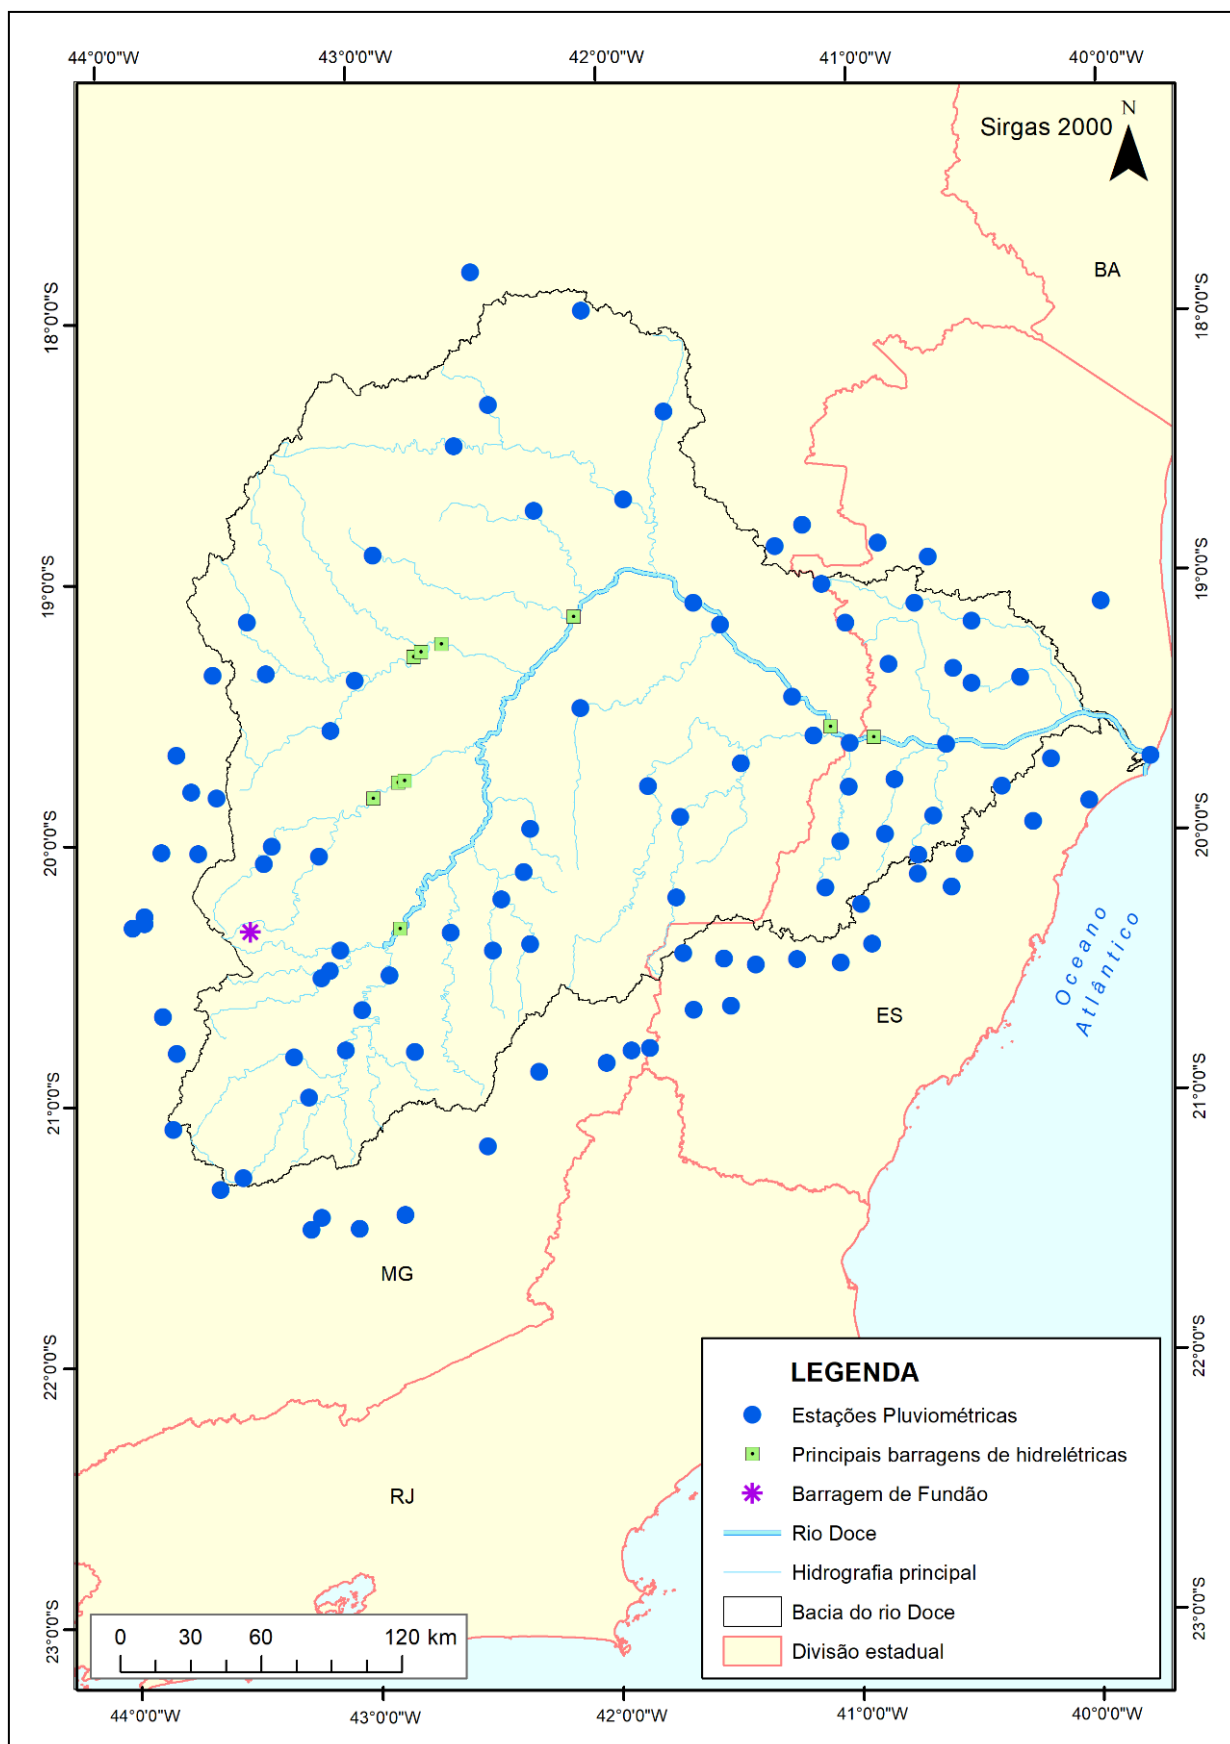 44°0'0"W 43°0'0"W 42°0'0"W 41°0'0"W 40°0'0"W
Sirgas 2000
N
BA
18°0'0"S
18°0'0"S
19°0'0"S
19°0'0"S
20°0'0"S
20°0'0"S
Oceano
Atlântico
ES
21°0'0"S
21°0'0"S
MG
22°0'0"S
22°0'0"S
RJ
23°0'0"S
23°0'0"S
LEGENDA
Estações Pluviométricas
Principais barragens de hidrelétricas
Barragem de Fundão
Rio Doce
Hidrografia principal
Bacia do rio Doce
Divisão estadual
0 30 60 120 km
44°0'0"W 43°0'0"W 42°0'0"W 41°0'0"W 40°0'0"W